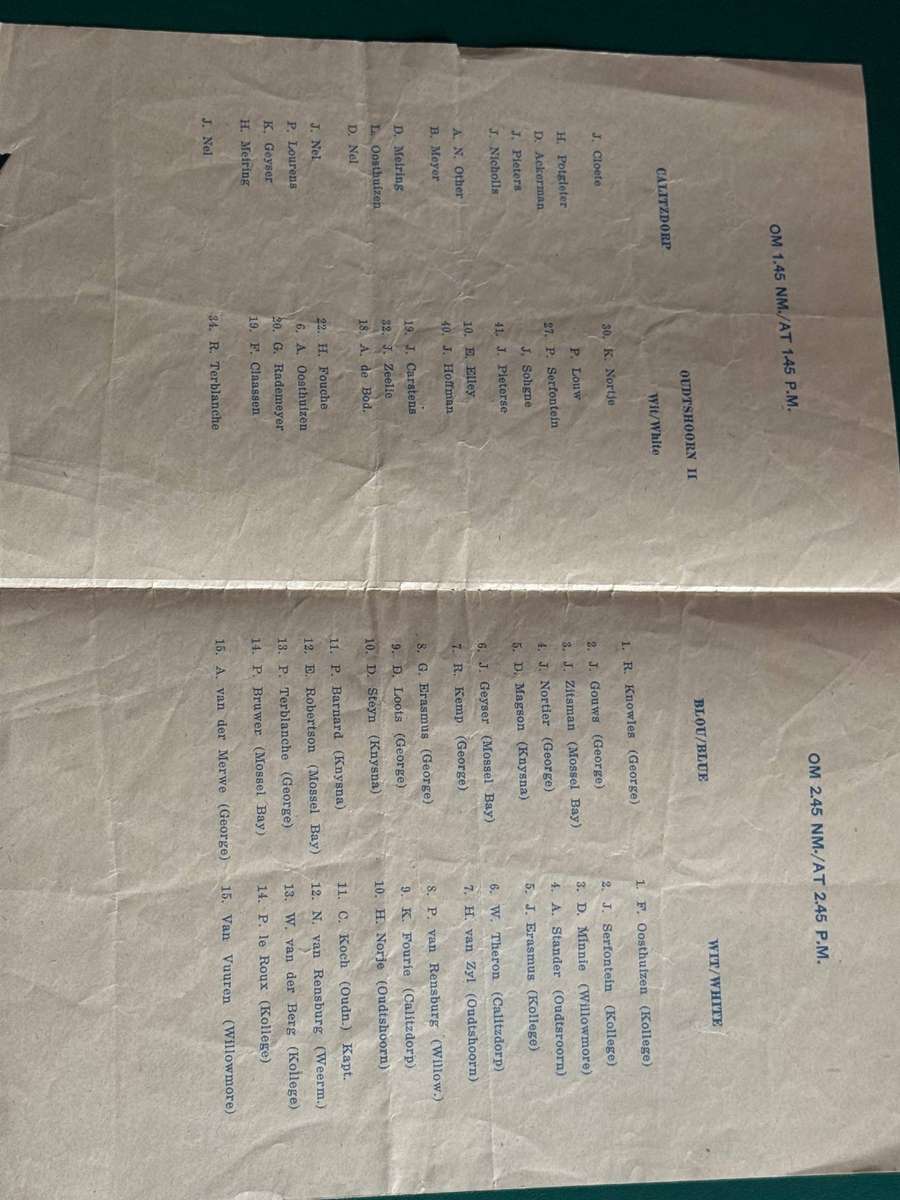 OM 1.45 NM./AT 1.45 P.M.
CALITZDORP
J. Cloete
H. Potgieter
D. Ackerman
J. Pieters
J. Nicholls
A. N. Other
B. Meyer
D. Meiring
L. Oosthuizen
D. Nel
J. Nel
P. Lourens
K. Geyser
H. Meiring
J. Nel
OUDTSHOORN II
Wit/White
30. K. Nortje
P. Louw
27. P. Serfontein
J. Sohgne
41. J. Pieterse
10. E. Elley
40. J. Hoffman
19. J. Carstens
32. J. Zeelie
18. A. de Bod.
22. H. Fouche
6. A. Oosthuizen
20. G. Rademeyer
19. F. Claassen
34. R. Terblanche
OM 2.45 NM./AT 2.45 P.M.
BLOU/BLUE
1. R. Knowles (George)
2. J. Gouws (George)
3. J. Zitsman (Mossel Bay)
4. J. Nortier (George)
5. D. Magson (Knysna)
6. J Geyser (Mossel Bay)
7. R. Kemp (George)
8. G. Erasmus (George)
9. D. Loots (George)
10. D. Steyn (Knysna)
11. P. Barnard (Knysna)
12. E. Robertson (Mossel Bay)
13. P. Terblanche (George)
14. P. Bruwer (Mossel Bay)
15. A. van der Merwe (George)
WIT/WHITE
1. F. Oosthuizen (Kollege)
2. J. Serfontein (Kollege)
3. D. Minnie (Willowmore)
4. A. Stander (Oudtsroorn)
5. J. Erasmus (Kollege)
6. W. Theron (Calitzdorp)
7. H. van Zyl (Oudtshoorn)
8. P. van Rensburg (Willow.)
9. K. Fourie (Calitzdorp)
10. H. Norje (Oudtshoorn)
11. C. Koch (Oudn.) Kapt.
12. N. van Rensburg (Weerm.)
13. W. van der Berg (Kollege)
14. P. le Roux (Kollege)
15. Van Vuuren (Willowmore)